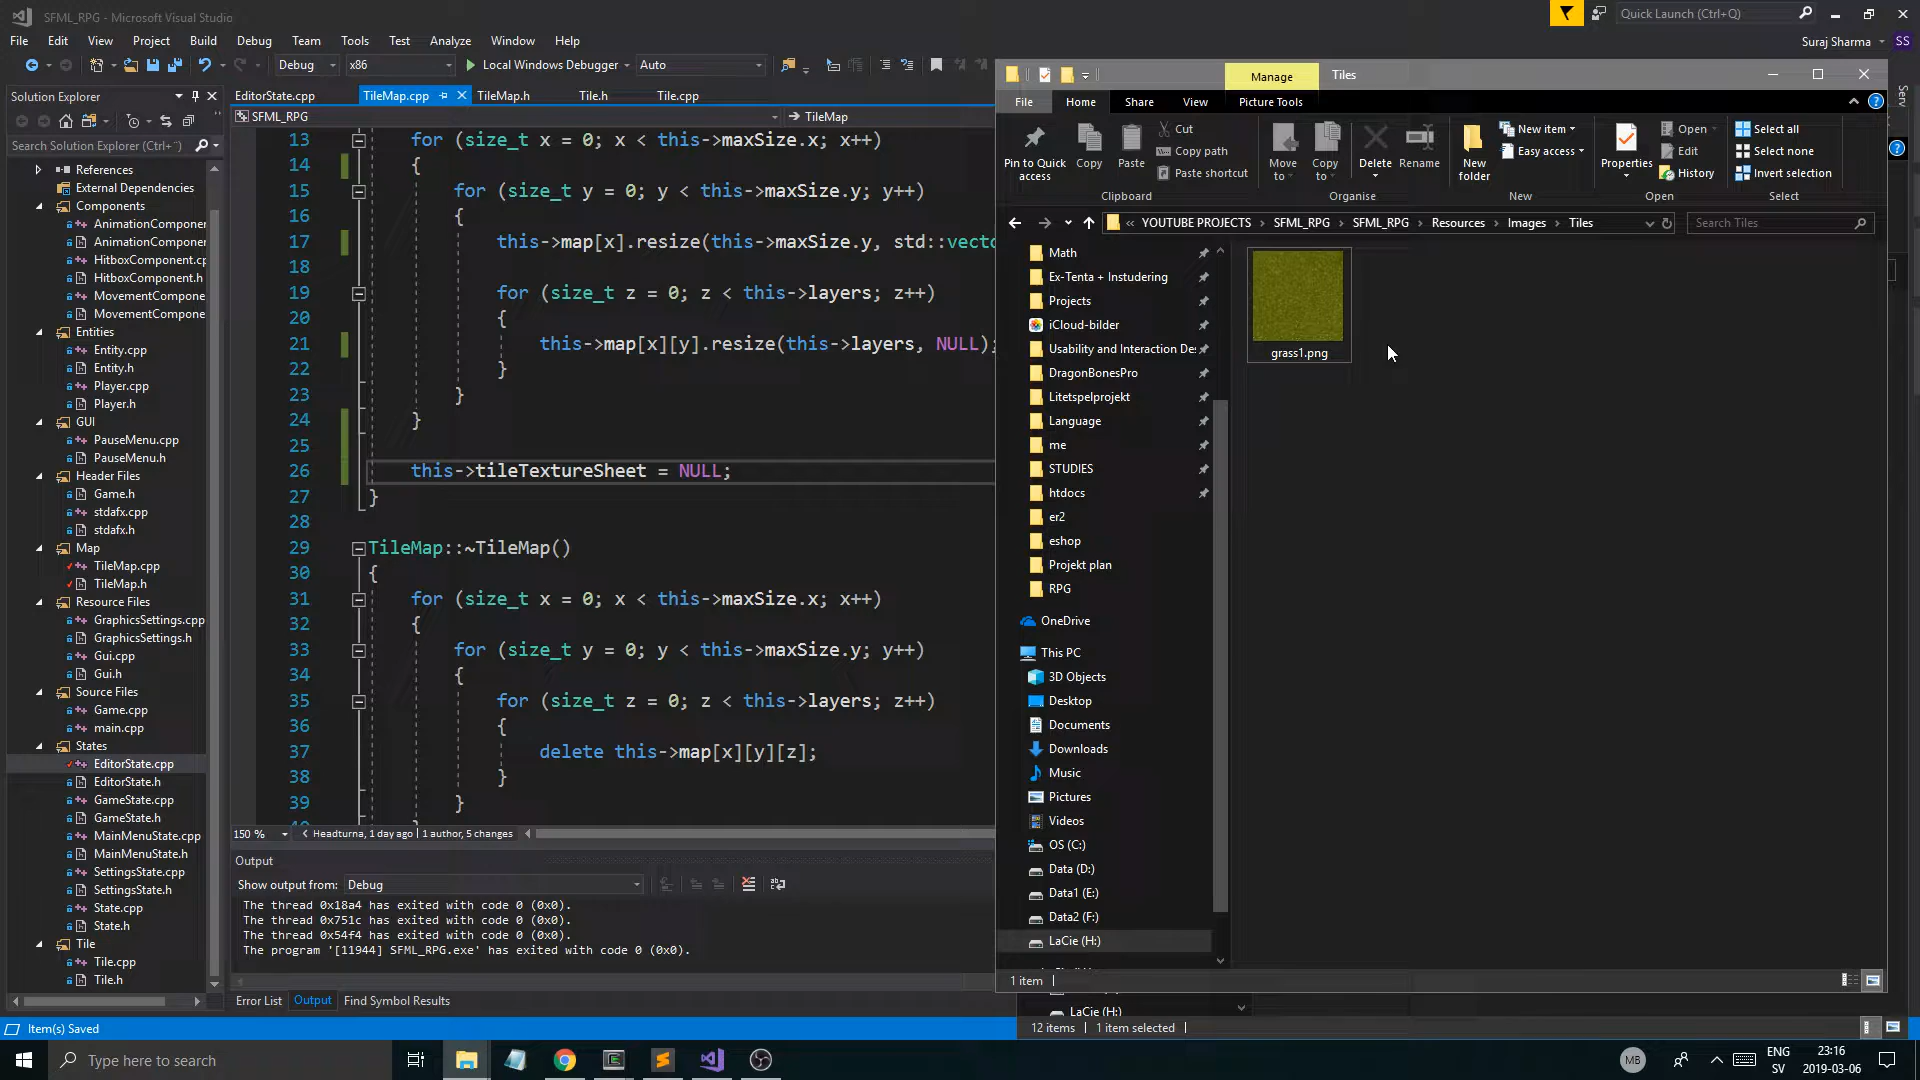 SFML_RPG - Microsoft Visual Studio
Quick Launch (Ctrl+Q)
File Edit View Project Build Debug Team Tools Test Analyze Window Help
Suraj Sharma SS
Debug x86 Local Windows Debugger Auto
Solution Explorer
Search Solution Explorer (Ctrl+¨)
References
External Dependencies
Components
AnimationComponen
AnimationComponen
HitboxComponent.cp
HitboxComponent.h
MovementCompone
MovementCompone
Entities
Entity.cpp
Entity.h
Player.cpp
Player.h
GUI
PauseMenu.cpp
PauseMenu.h
Header Files
Game.h
stdafx.cpp
stdafx.h
Map
TileMap.cpp
TileMap.h
Resource Files
GraphicsSettings.cpp
GraphicsSettings.h
Gui.cpp
Gui.h
Source Files
Game.cpp
main.cpp
States
EditorState.cpp
EditorState.h
GameState.cpp
GameState.h
MainMenuState.cpp
MainMenuState.h
SettingsState.cpp
SettingsState.h
State.cpp
State.h
Tile
Tile.cpp
Tile.h
EditorState.cpp TileMap.cpp TileMap.h Tile.h Tile.cpp
SFML_RPG TileMap
13 for (size_t x = 0; x < this->maxSize.x; x++)
14 {
15 for (size_t y = 0; y < this->maxSize.y; y++)
16 {
17 this->map[x].resize(this->maxSize.y, std::vecto
18
19 for (size_t z = 0; z < this->layers; z++)
20 {
21 this->map[x][y].resize(this->layers, NULL);
22 }
23 }
24 }
25
26 this->tileTextureSheet = NULL;
27 }
28
29 TileMap::~TileMap()
30 {
31 for (size_t x = 0; x < this->maxSize.x; x++)
32 {
33 for (size_t y = 0; y < this->maxSize.y; y++)
34 {
35 for (size_t z = 0; z < this->layers; z++)
36 {
37 delete this->map[x][y][z];
38 }
39 }
150 % Headturna, 1 day ago | 1 author, 5 changes
Output
Show output from: Debug
The thread 0x18a4 has exited with code 0 (0x0).
The thread 0x751c has exited with code 0 (0x0).
The thread 0x54f4 has exited with code 0 (0x0).
The program '[11944] SFML_RPG.exe' has exited with code 0 (0x0).
Error List Output Find Symbol Results
Item(s) Saved
Manage Tiles
File Home Share View Picture Tools
Pin to Quick access
Copy
Paste
Cut
Copy path
Paste shortcut
Clipboard
Move to
Copy to
Delete
Rename
Organise
New folder
New item
Easy access
New
Properties
Open
Edit
History
Open
Select all
Select none
Invert selection
Select
« YOUTUBE PROJECTS > SFML_RPG > SFML_RPG > Resources > Images > Tiles
Search Tiles
Math
Ex-Tenta + Instudering
Projects
iCloud-bilder
Usability and Interaction De
DragonBonesPro
Litetspelprojekt
Language
me
STUDIES
htdocs
er2
eshop
Projekt plan
RPG
OneDrive
This PC
3D Objects
Desktop
Documents
Downloads
Music
Pictures
Videos
OS (C:)
Data (D:)
Data1 (E:)
Data2 (F:)
LaCie (H:)
grass1.png
1 item
LaCie (H:)
12 items 1 item selected
Type here to search
MB
ENG
SV
23:16
2019-03-06